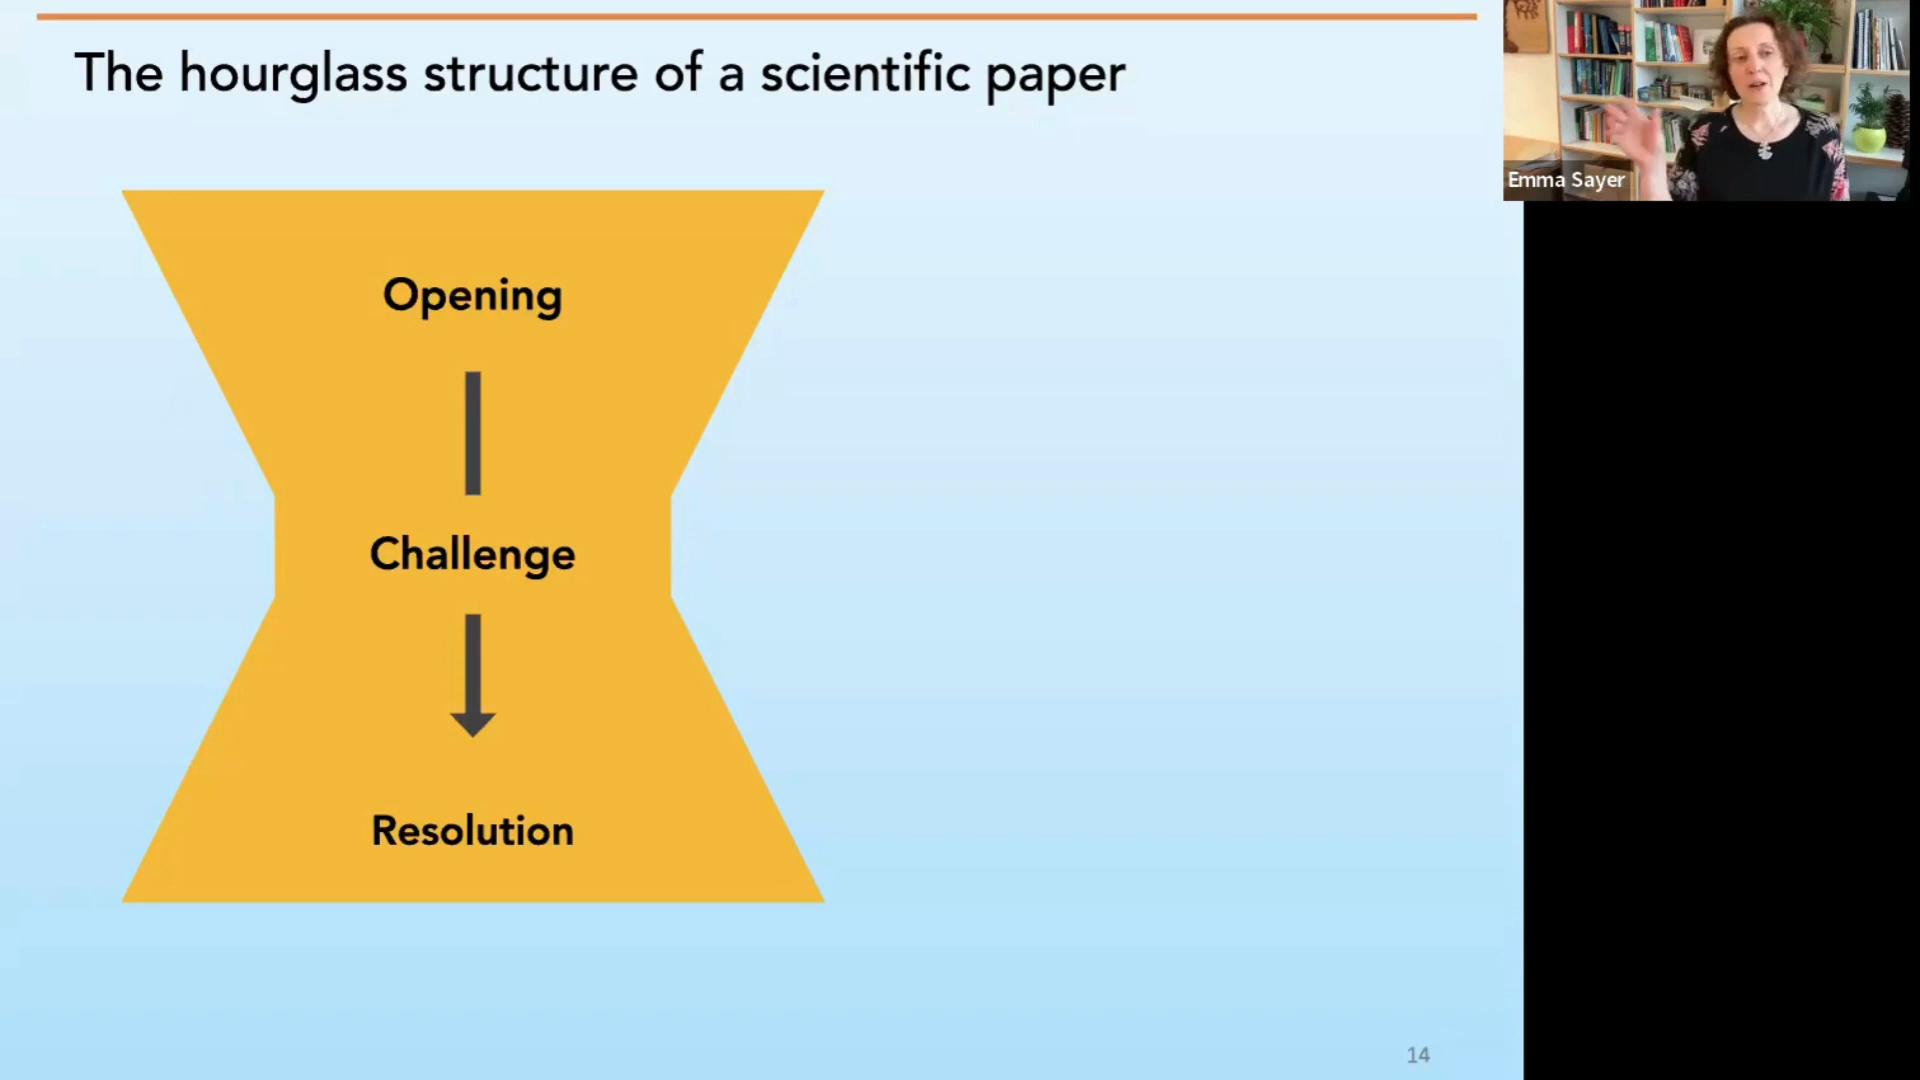 The hourglass structure of a scientific paper
Emma Sayer
Opening
Challenge
Resolution
14